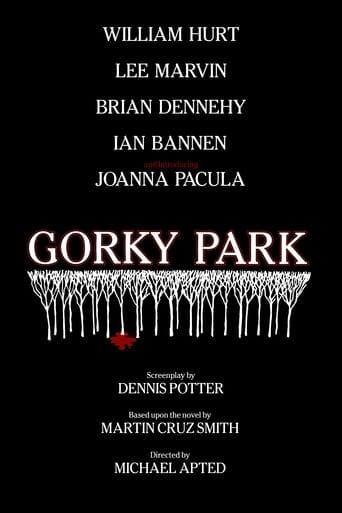 WILLIAM HURT
LEE MARVIN
BRIAN DENNEHY
IAN BANNEN
and Introducing
JOANNA PACULA
GORKY PARK
Screenplay by
DENNIS POTTER
Based upon the novel by
MARTIN CRUZ SMITH
Directed by
MICHAEL APTED